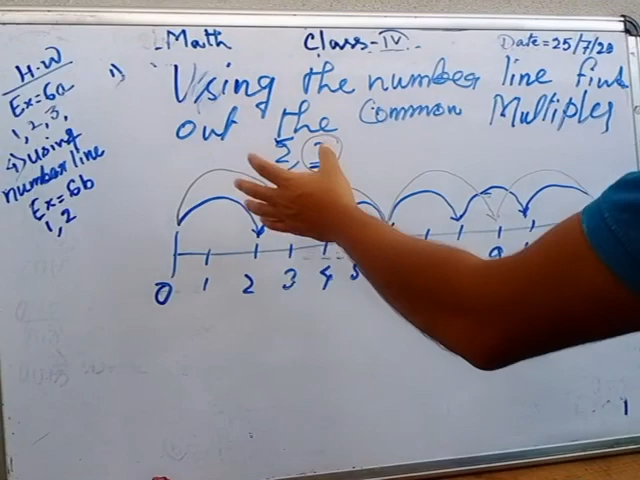 Math Class-IV. Date=25/7/20
H.W
Ex=6a
1, 2, 3,
4) using
number line
Ex=6b
1, 2
1) Using the number line find
out the Common Multiples
2, 3
0 1 2 3 4 5 9
1